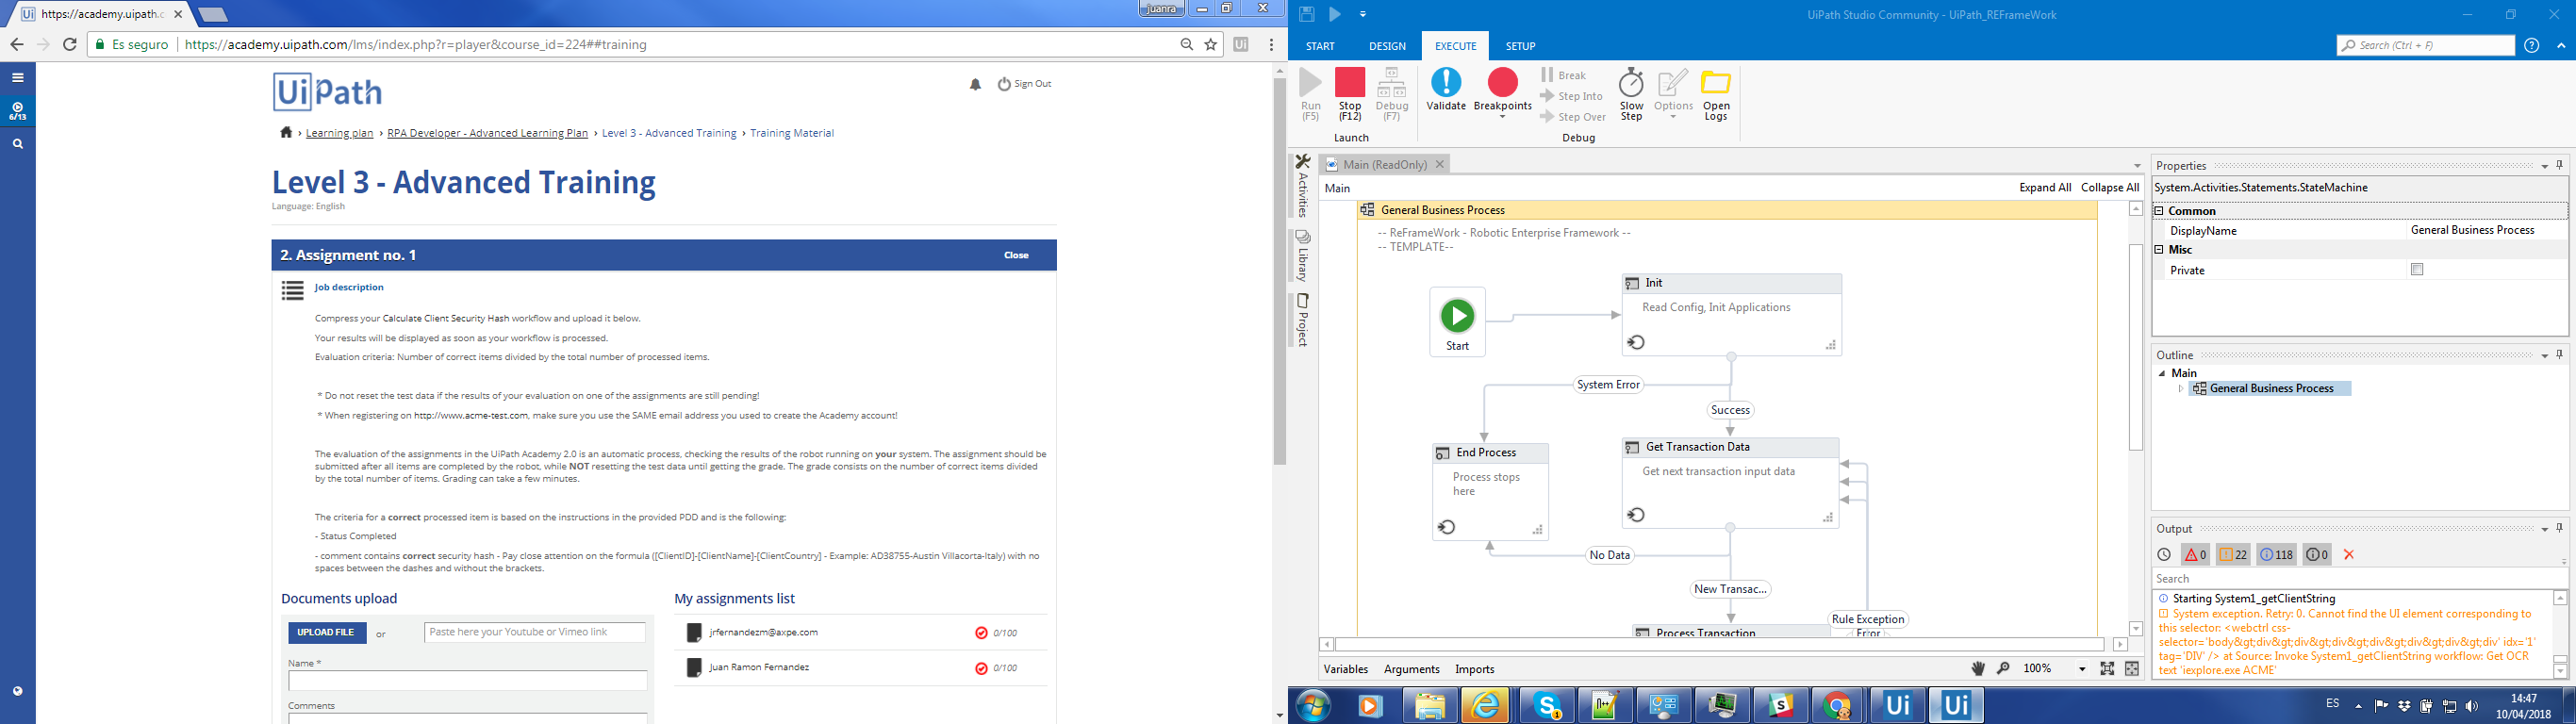 https://academy.uipath.c
juanra
Es seguro
https://academy.uipath.com/lms/index.php?r=player&course_id=224##training
6/13
UiPath
Sign Out
Learning plan › RPA Developer - Advanced Learning Plan › Level 3 - Advanced Training › Training Material
Level 3 - Advanced Training
Language: English
2. Assignment no. 1
Close
Job description
Compress your Calculate Client Security Hash workflow and upload it below.
Your results will be displayed as soon as your workflow is processed.
Evaluation criteria: Number of correct items divided by the total number of processed items.
* Do not reset the test data if the results of your evaluation on one of the assignments are still pending!
* When registering on http://www.acme-test.com, make sure you use the SAME email address you used to create the Academy account!
The evaluation of the assignments in the UiPath Academy 2.0 is an automatic process, checking the results of the robot running on your system. The assignment should be
submitted after all items are completed by the robot, while NOT resetting the test data until getting the grade. The grade consists on the number of correct items divided
by the total number of items. Grading can take a few minutes.
The criteria for a correct processed item is based on the instructions in the provided PDD and is the following:
- Status Completed
- comment contains correct security hash - Pay close attention on the formula ([ClientID]-[ClientName]-[ClientCountry] - Example: AD38755-Austin Villacorta-Italy) with no
spaces between the dashes and without the brackets.
Documents upload
UPLOAD FILE
or
Paste here your Youtube or Vimeo link
Name *
Comments
My assignments list
jrfernandezm@axpe.com
0/100
Juan Ramon Fernandez
0/100
UiPath Studio Community - UiPath_REFrameWork
START
DESIGN
EXECUTE
SETUP
Search (Ctrl + F)
Run
(F5)
Stop
(F12)
Debug
(F7)
Launch
Validate
Breakpoints
Break
Step Into
Step Over
Slow
Step
Options
Open
Logs
Debug
Activities
Library
Project
Main (ReadOnly)
Main
Expand All
Collapse All
General Business Process
-- ReFrameWork - Robotic Enterprise Framework --
-- TEMPLATE--
Start
Init
Read Config, Init Applications
System Error
Success
End Process
Process stops
here
Get Transaction Data
Get next transaction input data
No Data
New Transac...
Rule Exception
Error
Process Transaction
Variables
Arguments
Imports
100%
Properties
System.Activities.Statements.StateMachine
Common
DisplayName
General Business Process
Misc
Private
Outline
Main
General Business Process
Output
0
22
118
0
Search
Starting System1_getClientString
System exception. Retry: 0. Cannot find the UI element corresponding to
this selector: <webctrl css-
selector='body&gt;div&gt;div&gt;div&gt;div&gt;div&gt;div' idx='1'
tag='DIV' /> at Source: Invoke System1_getClientString workflow: Get OCR
text 'iexplore.exe ACME'
ES
14:47
10/04/2018